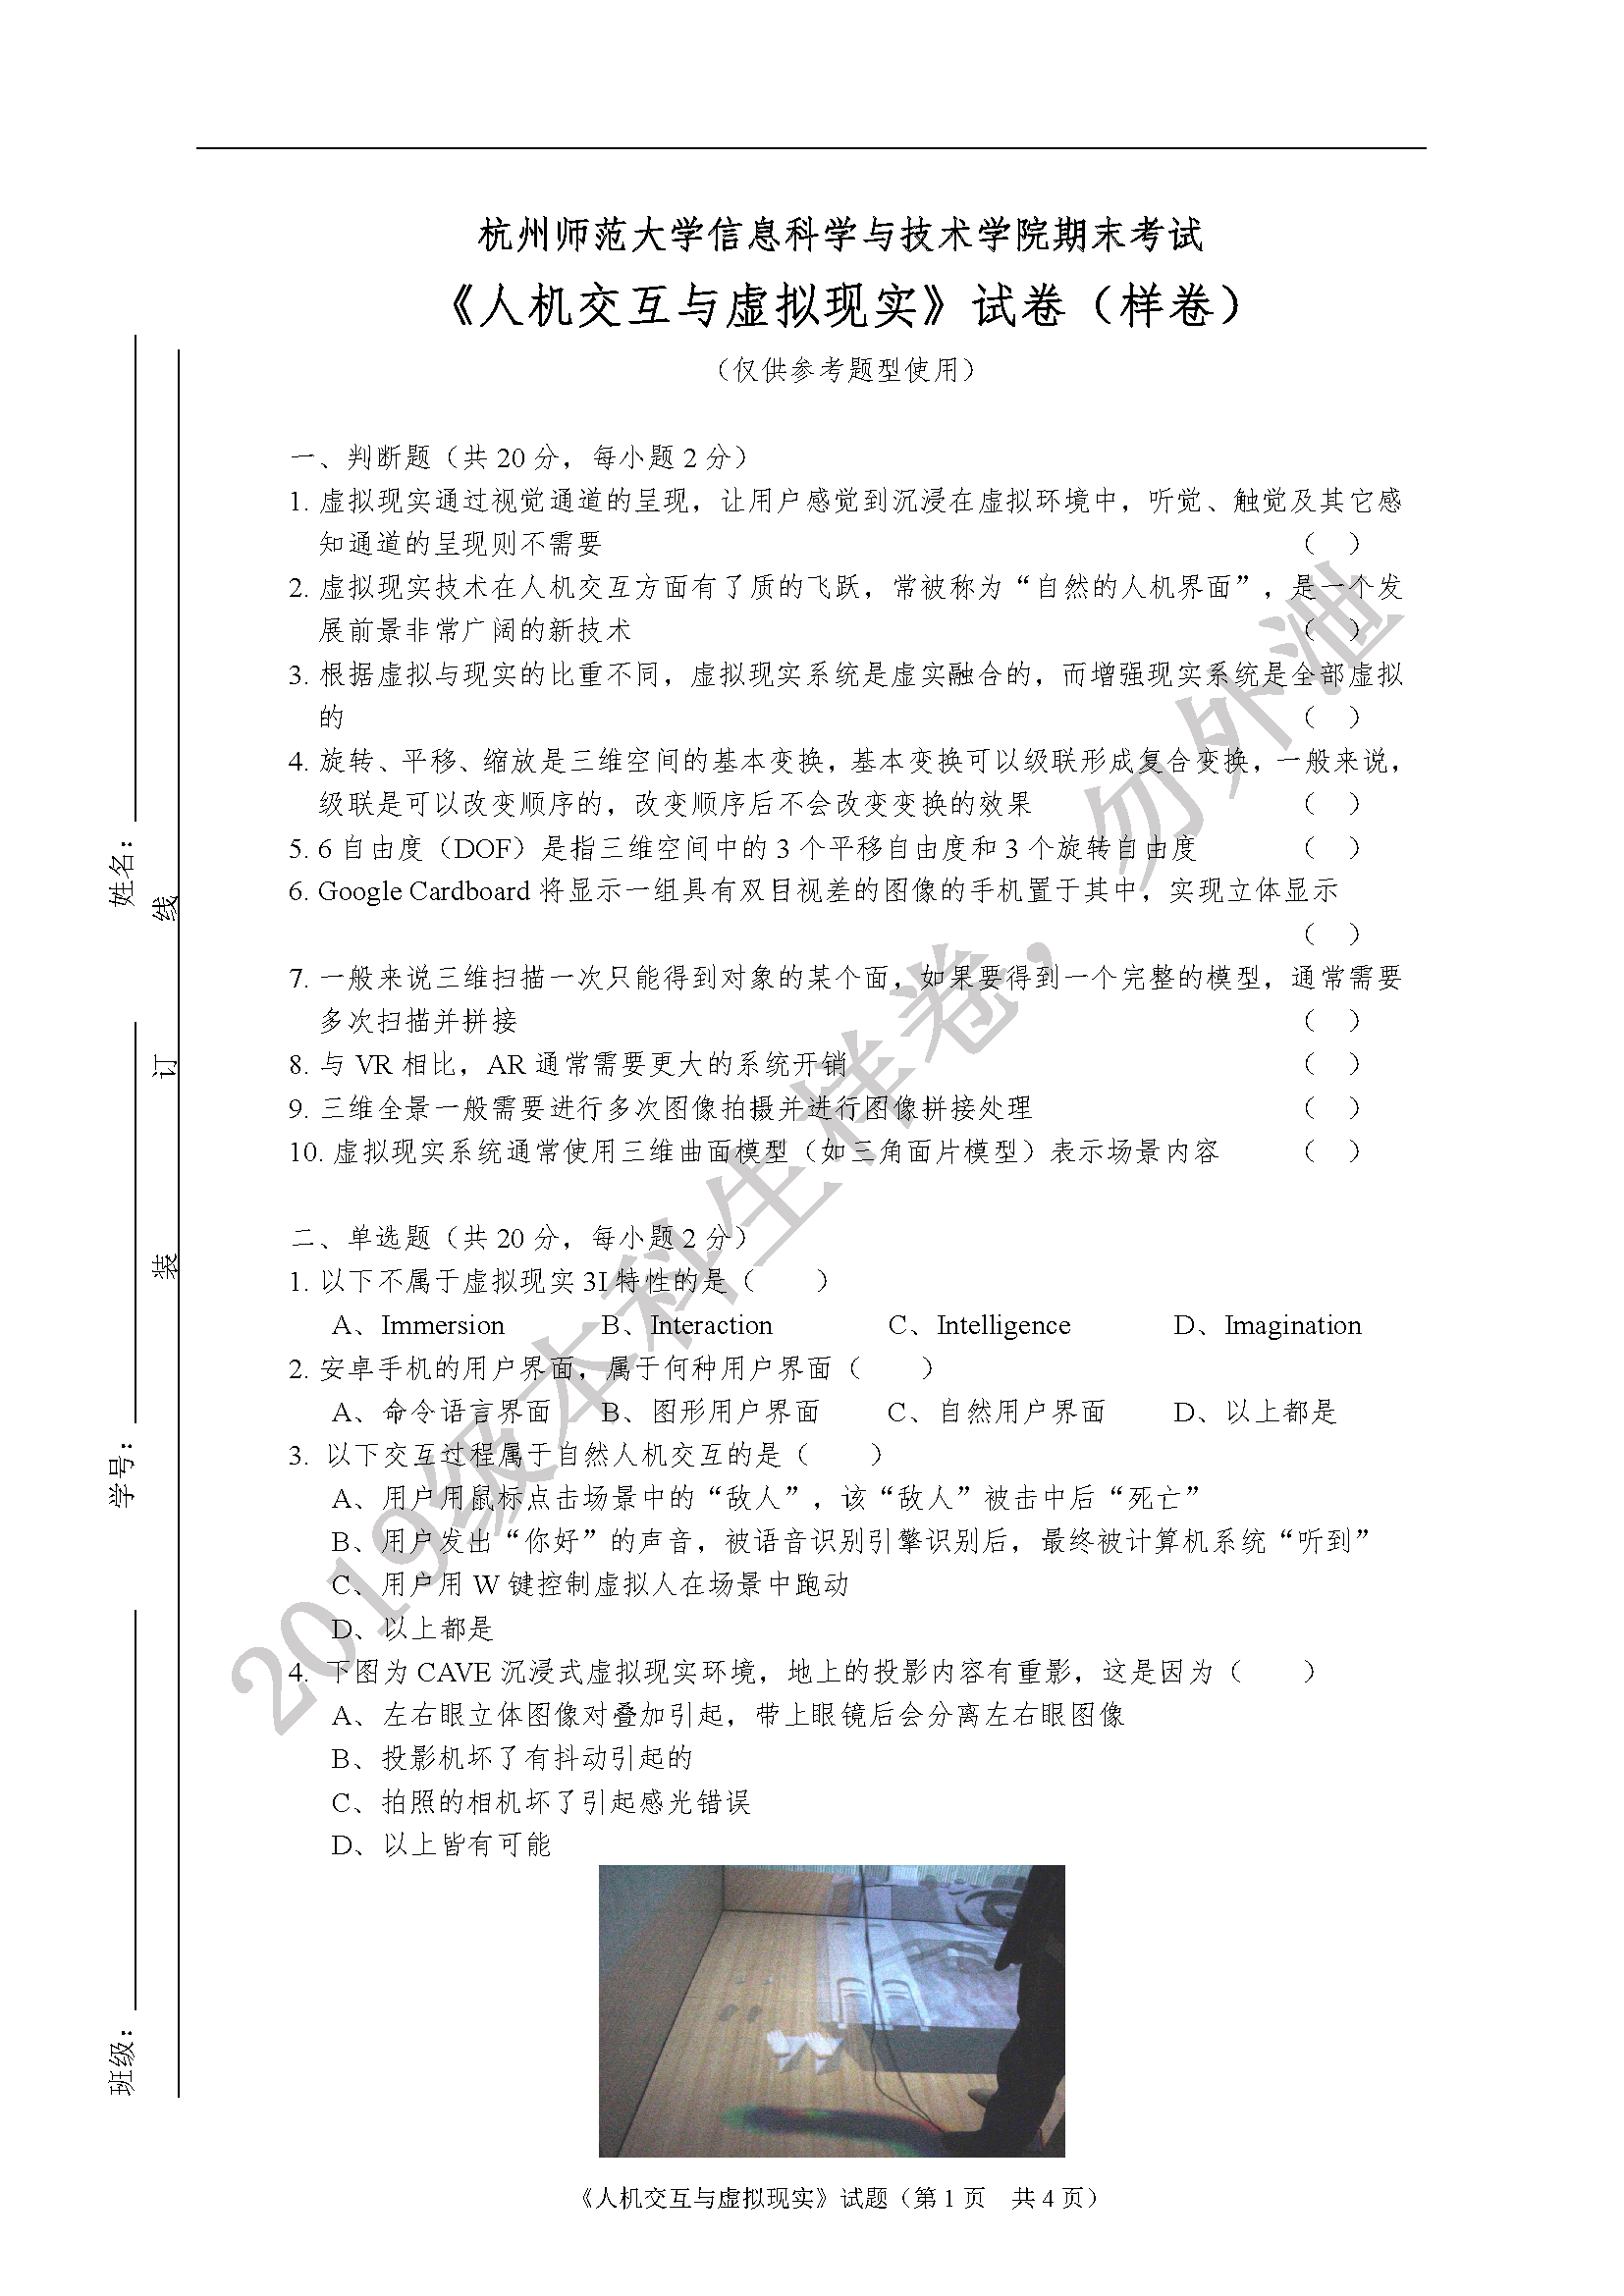 杭州师范大学信息科学与技术学院期末考试
《人机交互与虚拟现实》试卷（样卷）
（仅供参考题型使用）
一、判断题（共 20 分，每小题 2 分）
1. 虚拟现实通过视觉通道的呈现，让用户感觉到沉浸在虚拟环境中，听觉、触觉及其它感
知通道的呈现则不需要 （ ）
2. 虚拟现实技术在人机交互方面有了质的飞跃，常被称为“自然的人机界面”，是一个发
展前景非常广阔的新技术 （ ）
3. 根据虚拟与现实的比重不同，虚拟现实系统是虚实融合的，而增强现实系统是全部虚拟
的 （ ）
4. 旋转、平移、缩放是三维空间的基本变换，基本变换可以级联形成复合变换，一般来说，
级联是可以改变顺序的，改变顺序后不会改变变换的效果 （ ）
5. 6 自由度（DOF）是指三维空间中的 3 个平移自由度和 3 个旋转自由度 （ ）
6. Google Cardboard 将显示一组具有双目视差的图像的手机置于其中，实现立体显示
（ ）
7. 一般来说三维扫描一次只能得到对象的某个面，如果要得到一个完整的模型，通常需要
多次扫描并拼接 （ ）
8. 与 VR 相比，AR 通常需要更大的系统开销 （ ）
9. 三维全景一般需要进行多次图像拍摄并进行图像拼接处理 （ ）
10. 虚拟现实系统通常使用三维曲面模型（如三角面片模型）表示场景内容 （ ）
二、单选题（共 20 分，每小题 2 分）
1. 以下不属于虚拟现实 3I 特性的是（ ）
A、Immersion B、Interaction C、Intelligence D、Imagination
2. 安卓手机的用户界面，属于何种用户界面（ ）
A、命令语言界面 B、图形用户界面 C、自然用户界面 D、以上都是
3. 以下交互过程属于自然人机交互的是（ ）
A、用户用鼠标点击场景中的“敌人”，该“敌人”被击中后“死亡”
B、用户发出“你好”的声音，被语音识别引擎识别后，最终被计算机系统“听到”
C、用户用 W 键控制虚拟人在场景中跑动
D、以上都是
4. 下图为 CAVE 沉浸式虚拟现实环境，地上的投影内容有重影，这是因为（ ）
A、左右眼立体图像对叠加引起，带上眼镜后会分离左右眼图像
B、投影机坏了有抖动引起的
C、拍照的相机坏了引起感光错误
D、以上皆有可能
《人机交互与虚拟现实》试题（第 1 页 共 4 页）
班级： 学号： 姓名：
装 订 线
2019级本科生样卷，勿外泄